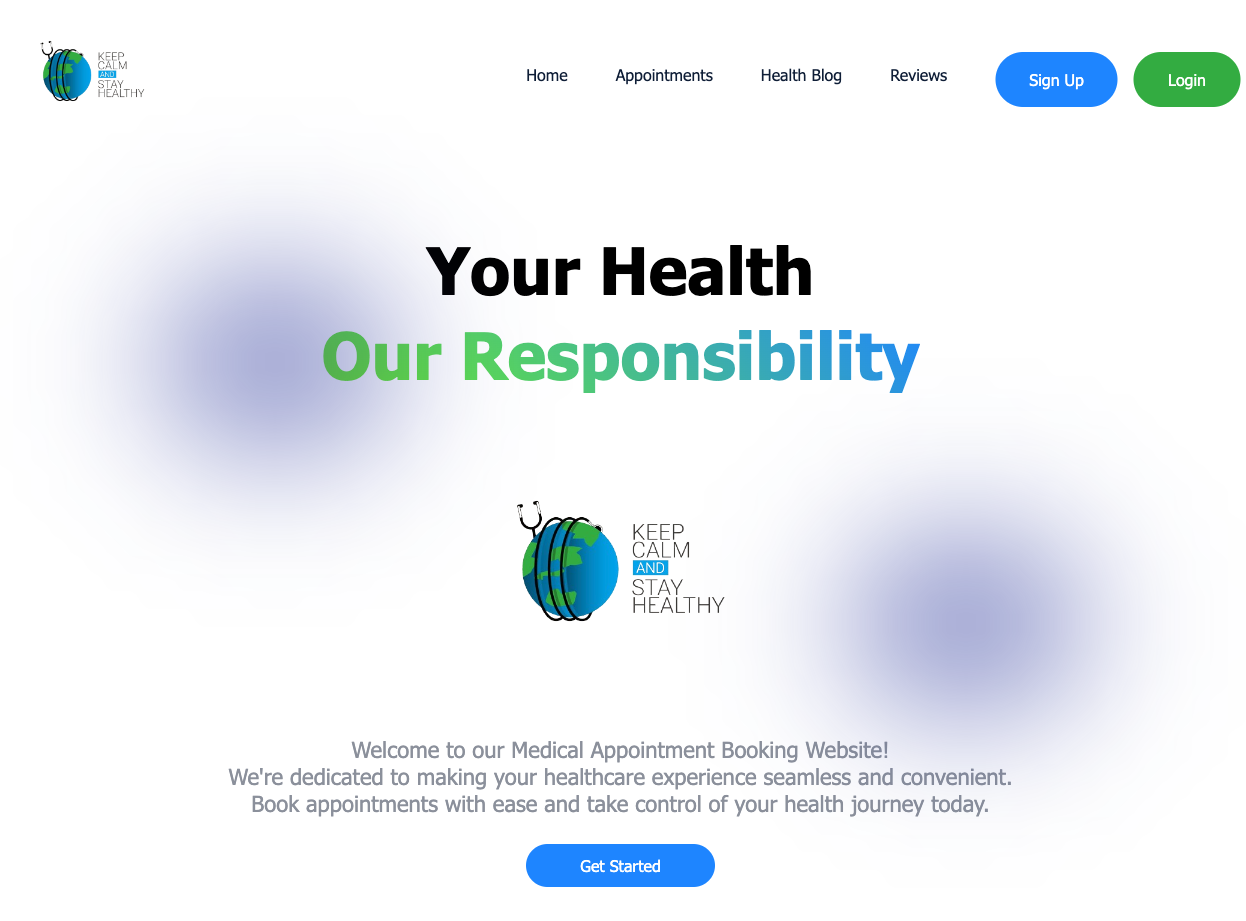 KEEP
CALM
AND
STAY
HEALTHY
Home Appointments Health Blog Reviews Sign Up Login
Your Health
Our Responsibility
KEEP
CALM
AND
STAY
HEALTHY
Welcome to our Medical Appointment Booking Website!
We're dedicated to making your healthcare experience seamless and convenient.
Book appointments with ease and take control of your health journey today.
Get Started